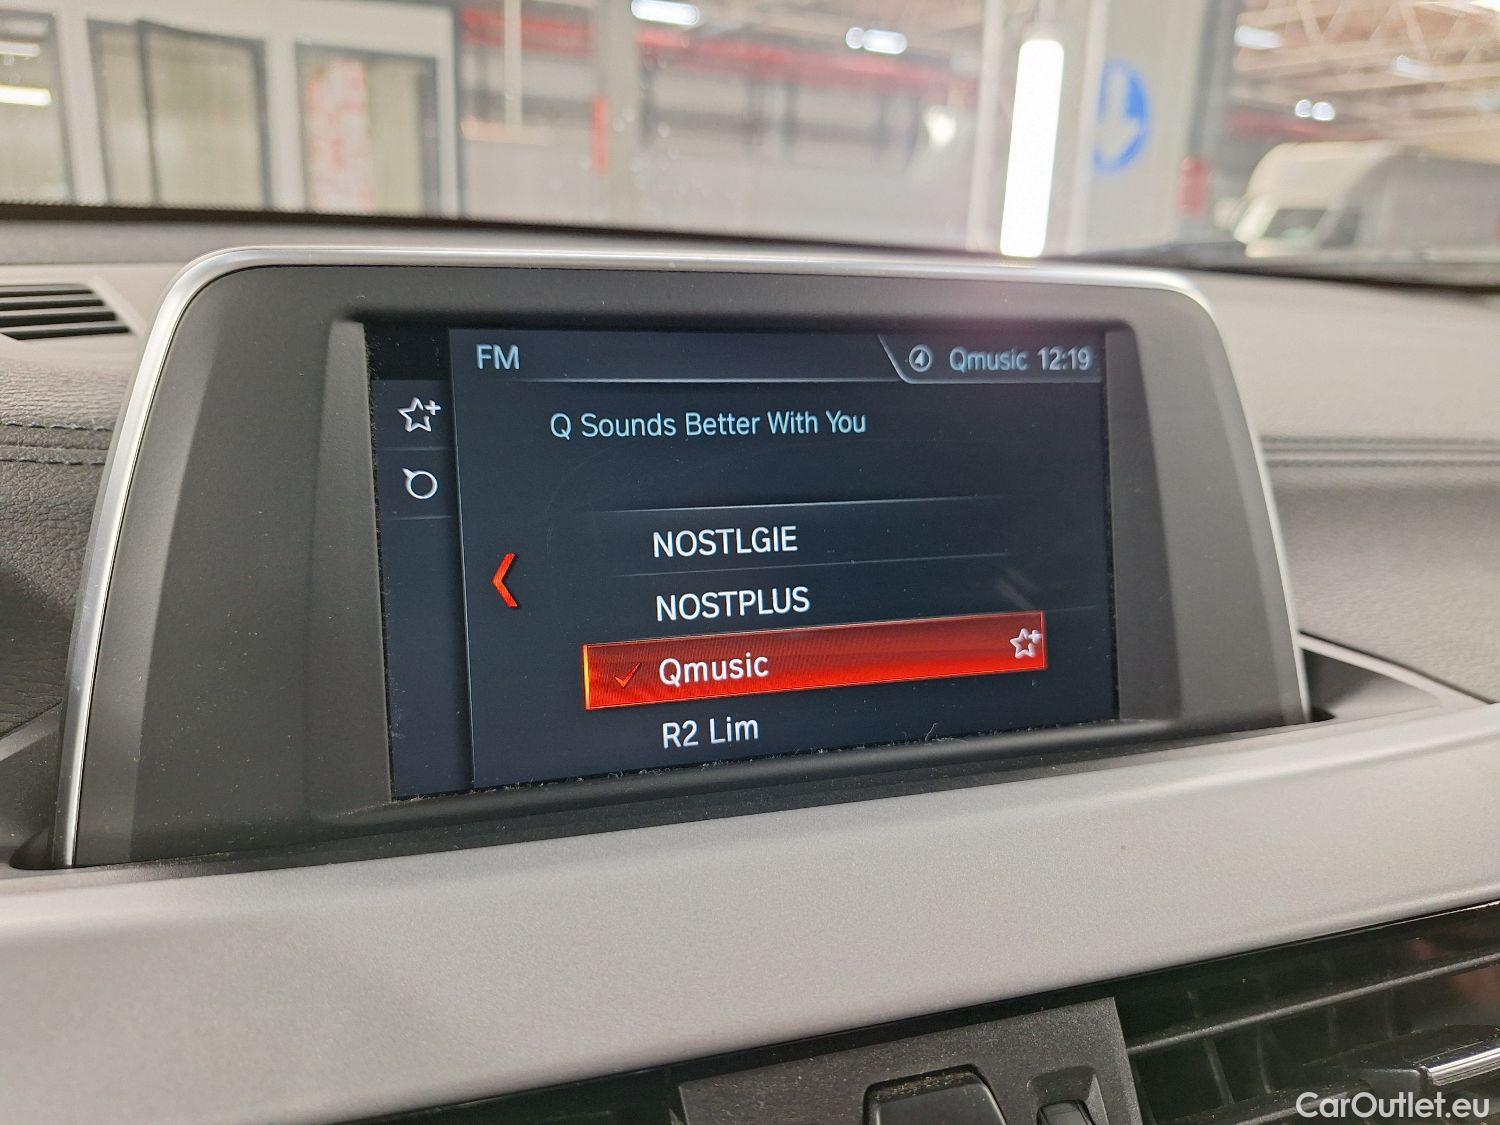 FM
Qmusic 12:19
Q Sounds Better With You
NOSTLGIE
NOSTPLUS
Qmusic
R2 Lim
CarOutlet.eu